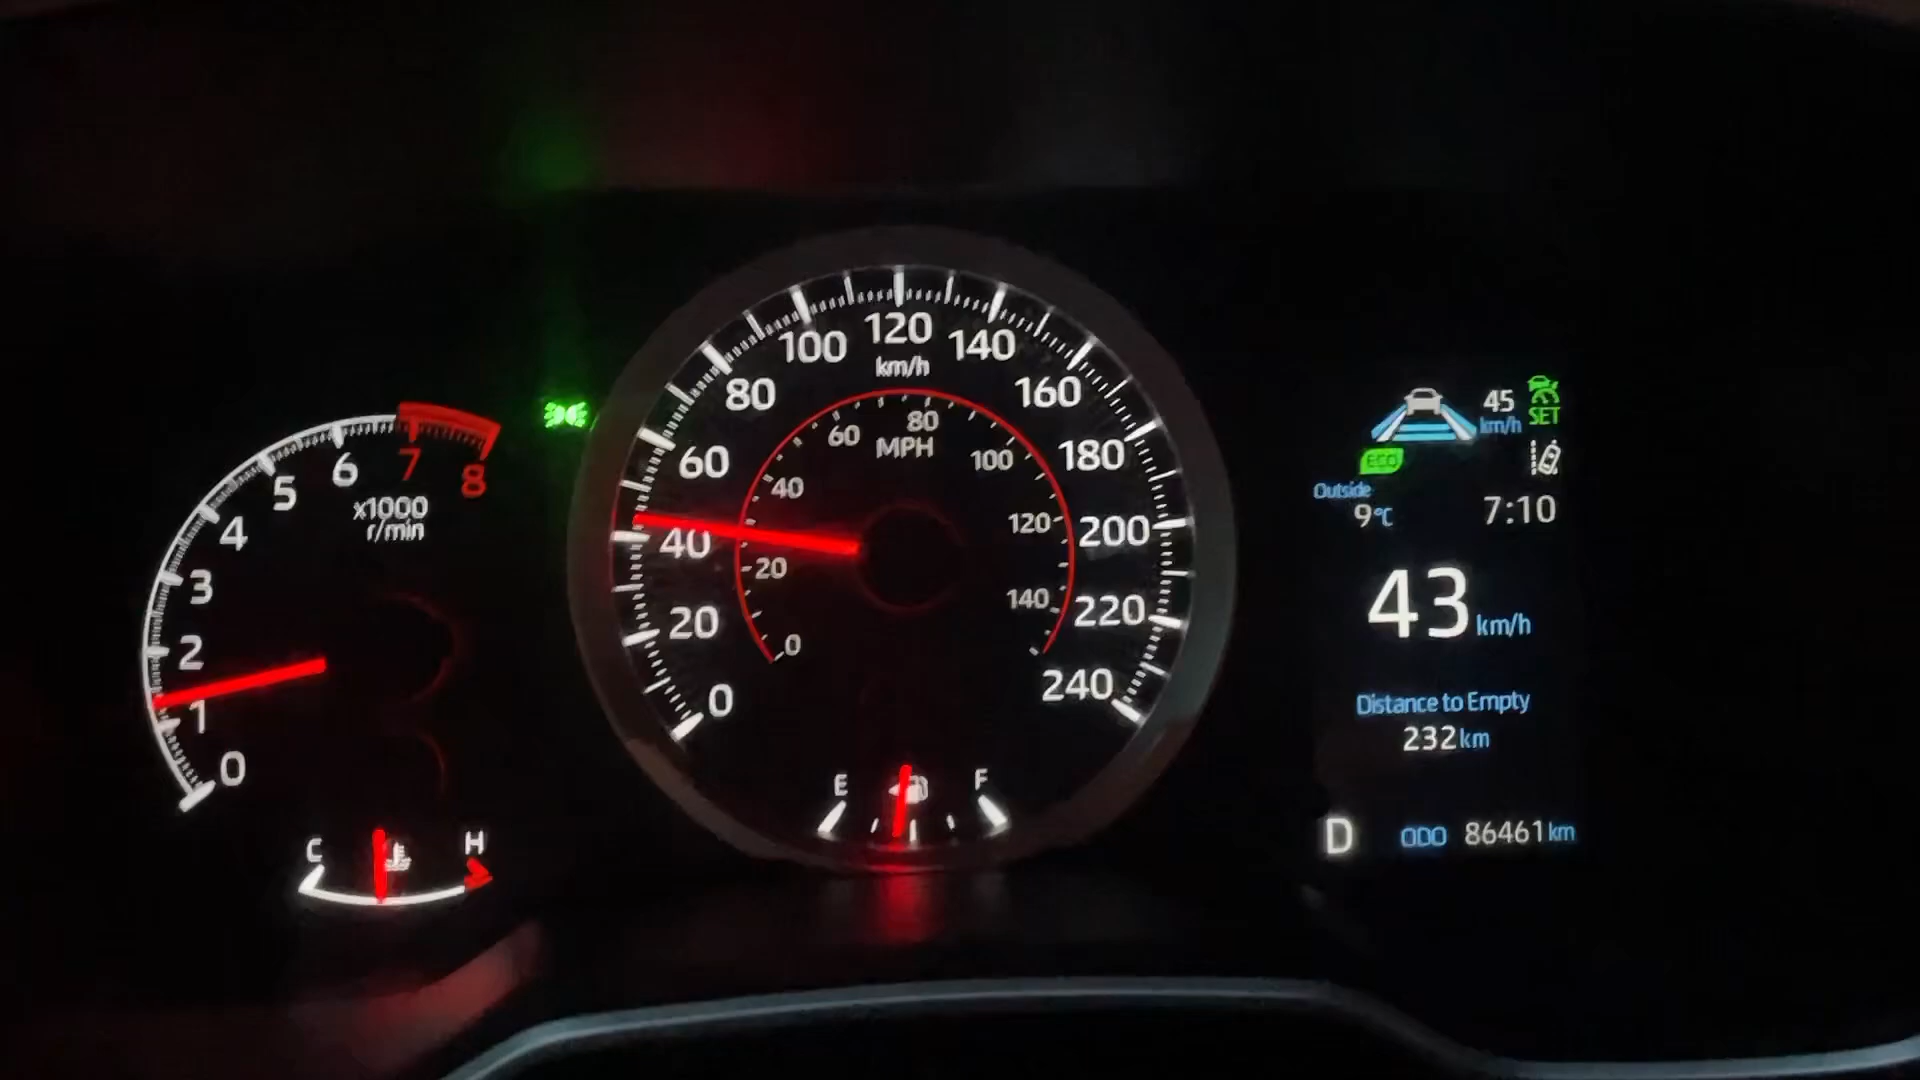 0
1
2
3
4
5
6
7
8
x1000
r/min
C
H
0
20
40
60
80
100
120
140
160
180
200
220
240
km/h
0
20
40
60
80
100
120
140
MPH
E
F
45
km/h
SET
ECO
Outside
9°C
7:10
43 km/h
Distance to Empty
232 km
D ODO 86461 km